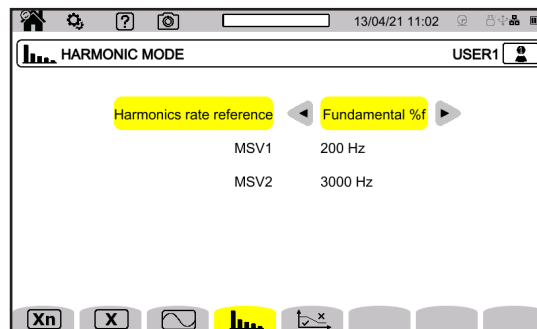 ? 13/04/21 11:02
HARMONIC MODE USER1
Harmonics rate reference ◄ Fundamental %f ►
MSV1 200 Hz
MSV2 3000 Hz
Xn X